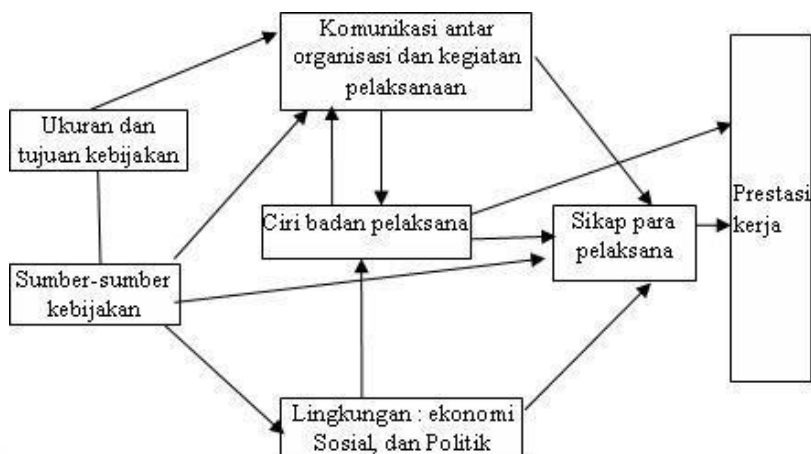 Komunikasi antar
organisasi dan kegiatan
pelaksanaan
Ukuran dan
tujuan kebijakan
Ciri badan pelaksana
Sikap para
pelaksana
Prestasi
kerja
Sumber-sumber
kebijakan
Lingkungan : ekonomi
Sosial, dan Politik